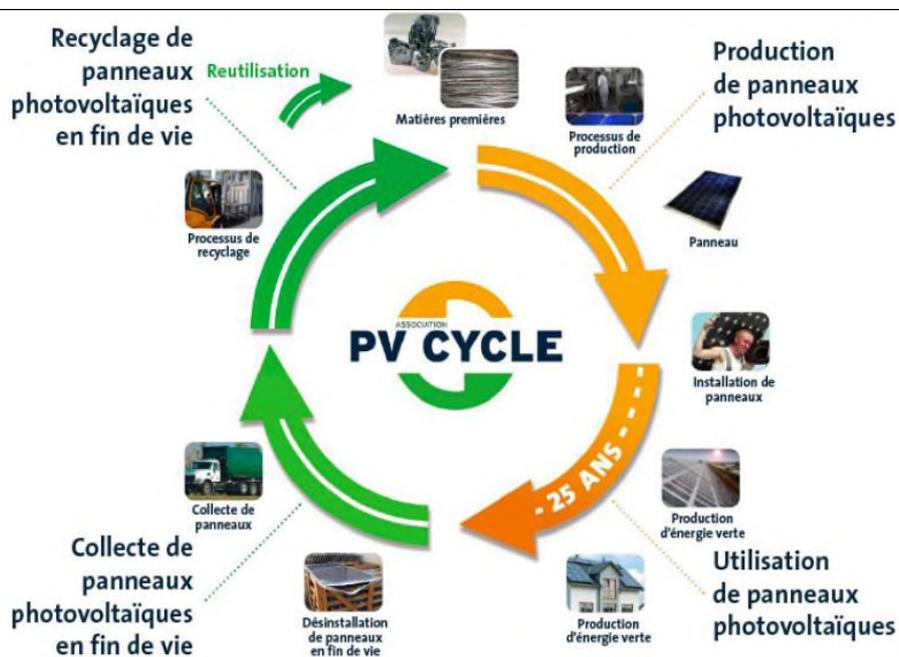 Recyclage de
panneaux
photovoltaïques
en fin de vie
Reutilisation
Matières premières
Processus de
production
Production
de panneaux
photovoltaïques
Panneau
Processus de
recyclage
ASSOCIATION
PV CYCLE
Installation de
panneaux
- 25 ANS - - -
Production
d'énergie verte
Utilisation
de panneaux
photovoltaïques
Production
d'énergie verte
Désinstallation
de panneaux
en fin de vie
Collecte de
panneaux
Collecte de
panneaux
photovoltaïques
en fin de vie